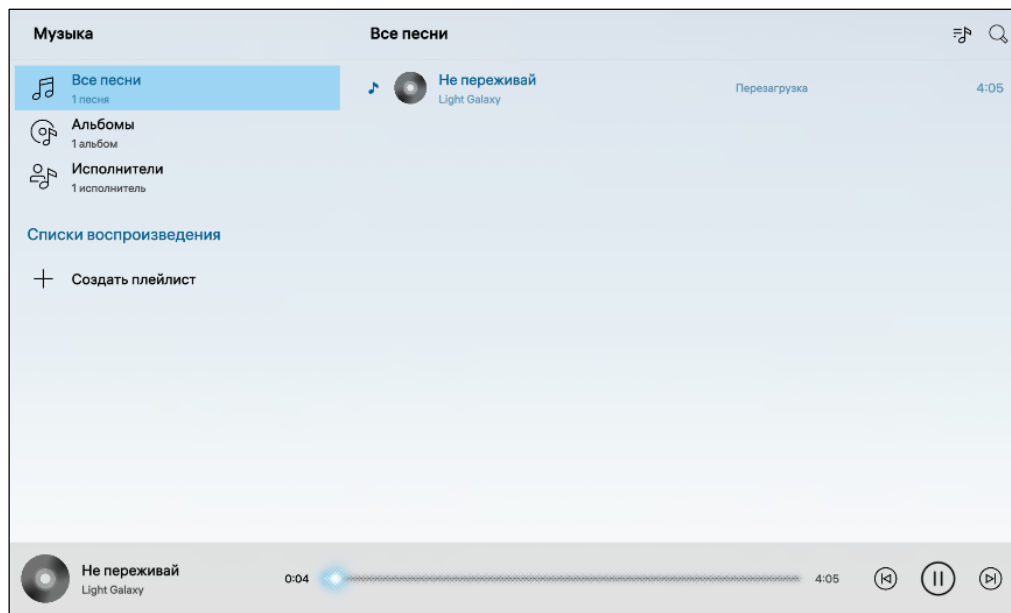 Музыка
Все песни
Все песни
1 песня
Альбомы
1 альбом
Исполнители
1 исполнитель
Списки воспроизведения
Создать плейлист
Не переживай
Light Galaxy
Перезагрузка
4:05
Не переживай
Light Galaxy
0:04
4:05